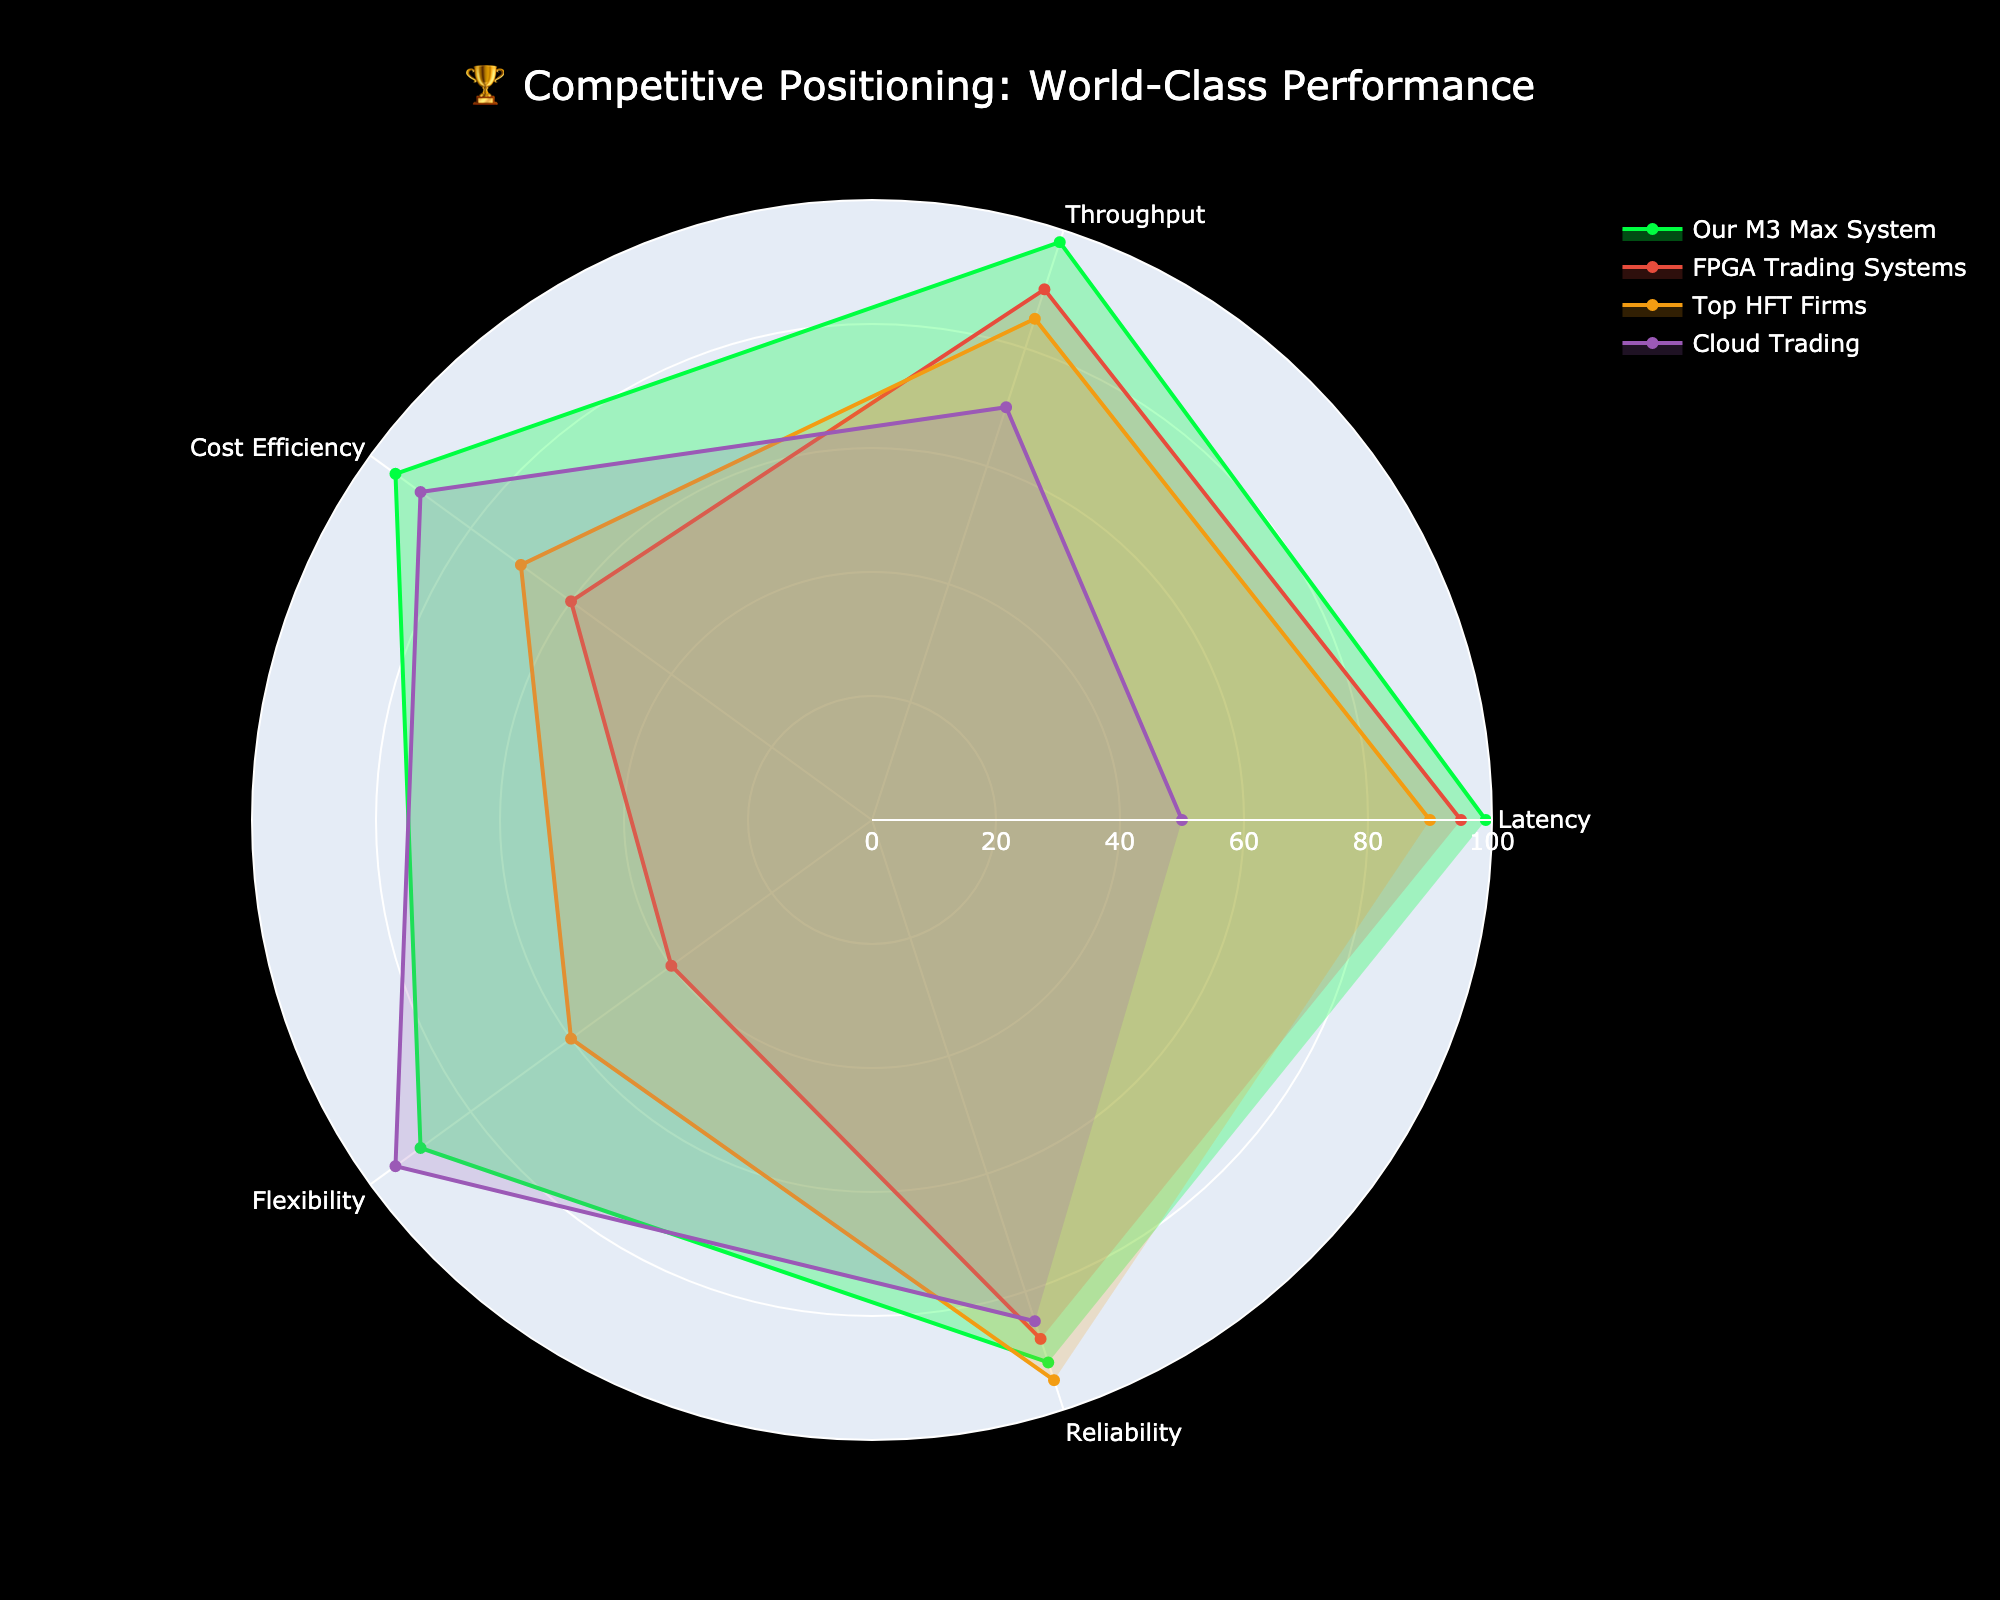 🏆 Competitive Positioning: World-Class Performance
Throughput
Our M3 Max System
FPGA Trading Systems
Top HFT Firms
Cloud Trading
Cost Efficiency
Latency
0 20 40 60 80 100
Flexibility
Reliability